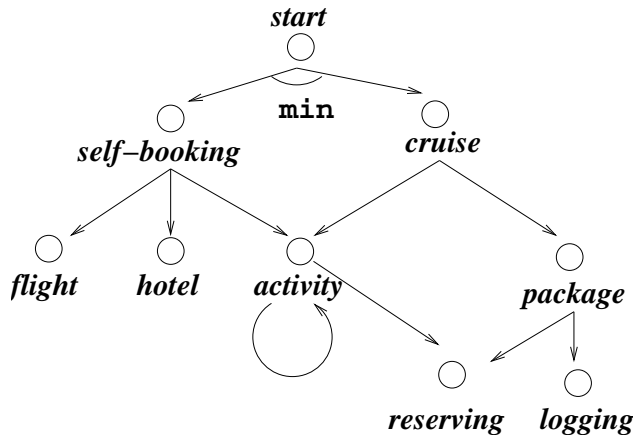 start
min
self–booking
cruise
flight
hotel
activity
package
reserving
logging